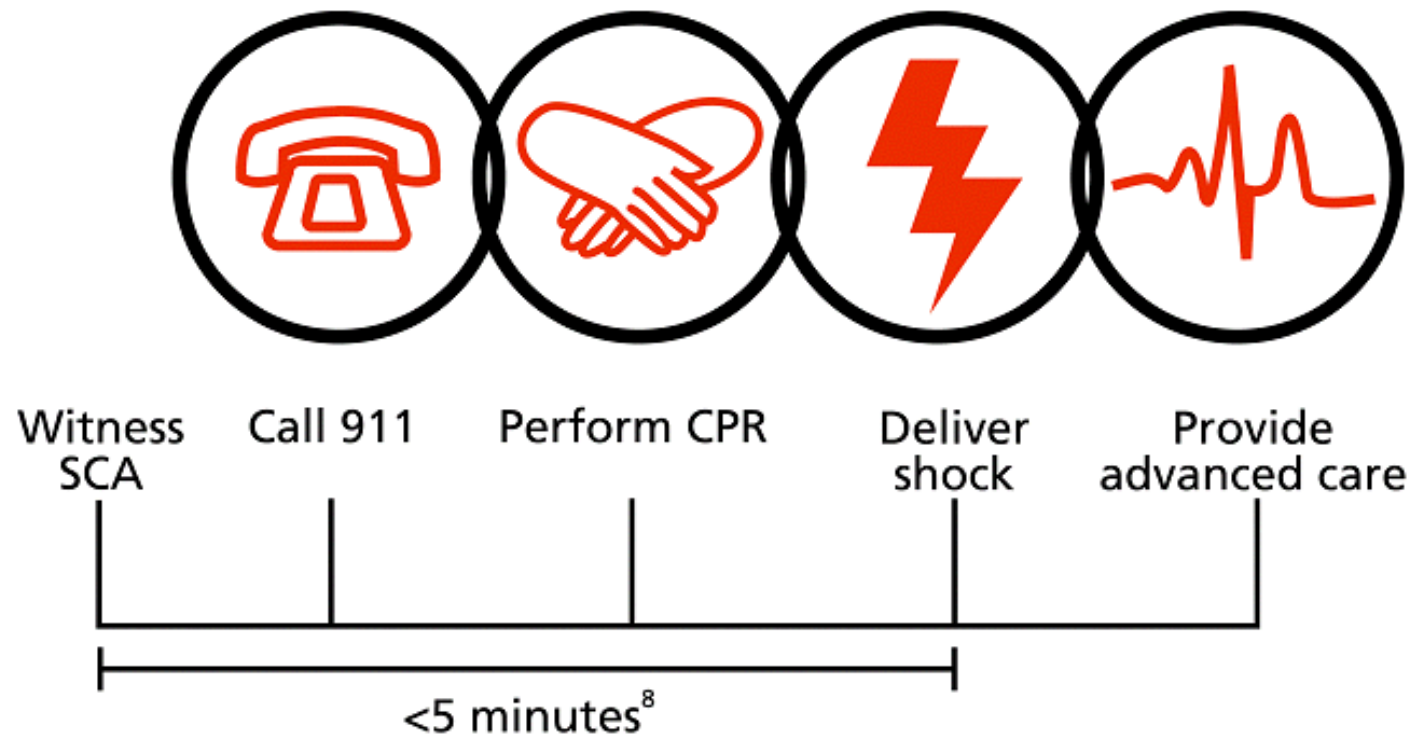 Witness SCA
Call 911
Perform CPR
Deliver shock
Provide advanced care
<5 minutes⁸